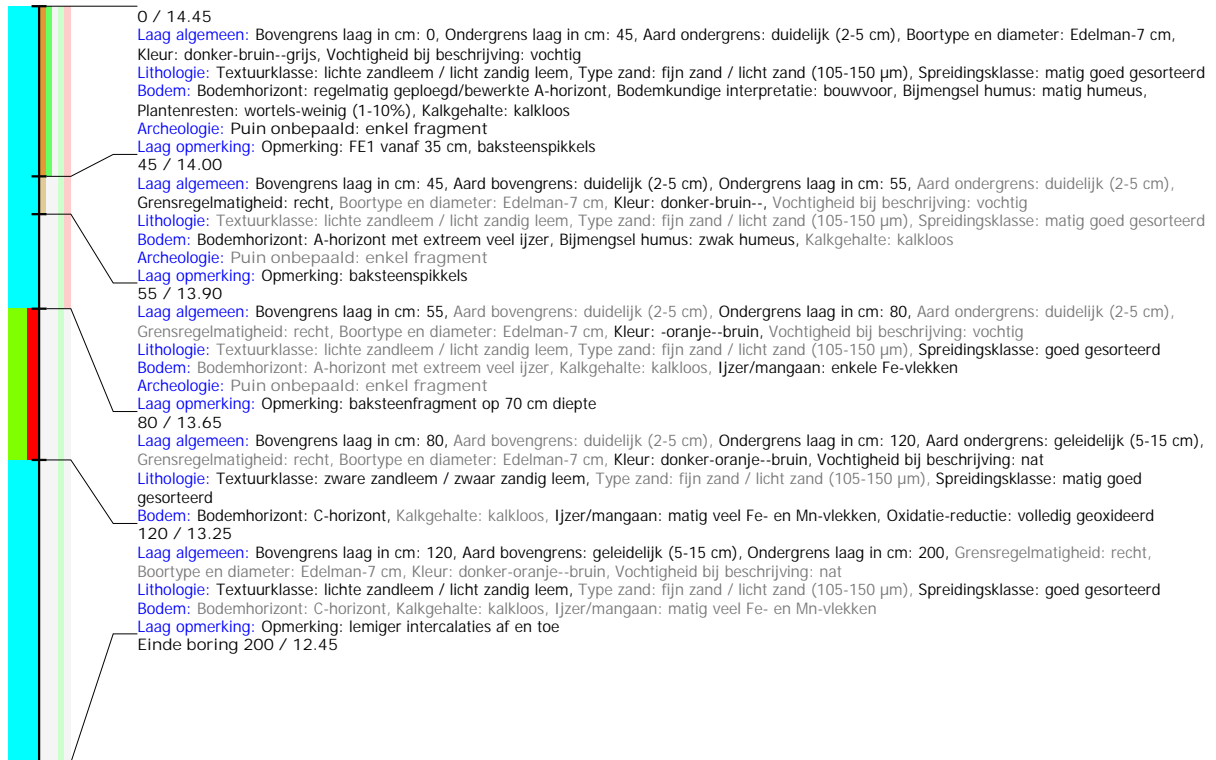 0 / 14.45
Laag algemeen: Bovengrens laag in cm: 0, Ondergrens laag in cm: 45, Aard ondergrens: duidelijk (2-5 cm), Boortype en diameter: Edelman-7 cm,
Kleur: donker-bruin--grijs, Vochtigheid bij beschrijving: vochtig
Lithologie: Textuurklasse: lichte zandleem / licht zandig leem, Type zand: fijn zand / licht zand (105-150 µm), Spreidingsklasse: matig goed gesorteerd
Bodem: Bodemhorizont: regelmatig geploegd/bewerkte A-horizont, Bodemkundige interpretatie: bouwvoor, Bijmengsel humus: matig humeus,
Plantenresten: wortels-weinig (1-10%), Kalkgehalte: kalkloos
Archeologie: Puin onbepaald: enkel fragment
Laag opmerking: Opmerking: FE1 vanaf 35 cm, baksteenspikkels
45 / 14.00
Laag algemeen: Bovengrens laag in cm: 45, Aard bovengrens: duidelijk (2-5 cm), Ondergrens laag in cm: 55, Aard ondergrens: duidelijk (2-5 cm),
Grensregelmatigheid: recht, Boortype en diameter: Edelman-7 cm, Kleur: donker-bruin--, Vochtigheid bij beschrijving: vochtig
Lithologie: Textuurklasse: lichte zandleem / licht zandig leem, Type zand: fijn zand / licht zand (105-150 µm), Spreidingsklasse: matig goed gesorteerd
Bodem: Bodemhorizont: A-horizont met extreem veel ijzer, Bijmengsel humus: zwak humeus, Kalkgehalte: kalkloos
Archeologie: Puin onbepaald: enkel fragment
Laag opmerking: Opmerking: baksteenspikkels
55 / 13.90
Laag algemeen: Bovengrens laag in cm: 55, Aard bovengrens: duidelijk (2-5 cm), Ondergrens laag in cm: 80, Aard ondergrens: duidelijk (2-5 cm),
Grensregelmatigheid: recht, Boortype en diameter: Edelman-7 cm, Kleur: -oranje--bruin, Vochtigheid bij beschrijving: vochtig
Lithologie: Textuurklasse: lichte zandleem / licht zandig leem, Type zand: fijn zand / licht zand (105-150 µm), Spreidingsklasse: goed gesorteerd
Bodem: Bodemhorizont: A-horizont met extreem veel ijzer, Kalkgehalte: kalkloos, Ijzer/mangaan: enkele Fe-vlekken
Archeologie: Puin onbepaald: enkel fragment
Laag opmerking: Opmerking: baksteenfragment op 70 cm diepte
80 / 13.65
Laag algemeen: Bovengrens laag in cm: 80, Aard bovengrens: duidelijk (2-5 cm), Ondergrens laag in cm: 120, Aard ondergrens: geleidelijk (5-15 cm),
Grensregelmatigheid: recht, Boortype en diameter: Edelman-7 cm, Kleur: donker-oranje--bruin, Vochtigheid bij beschrijving: nat
Lithologie: Textuurklasse: zware zandleem / zwaar zandig leem, Type zand: fijn zand / licht zand (105-150 µm), Spreidingsklasse: matig goed
gesorteerd
Bodem: Bodemhorizont: C-horizont, Kalkgehalte: kalkloos, Ijzer/mangaan: matig veel Fe- en Mn-vlekken, Oxidatie-reductie: volledig geoxideerd
120 / 13.25
Laag algemeen: Bovengrens laag in cm: 120, Aard bovengrens: geleidelijk (5-15 cm), Ondergrens laag in cm: 200, Grensregelmatigheid: recht,
Boortype en diameter: Edelman-7 cm, Kleur: donker-oranje--bruin, Vochtigheid bij beschrijving: nat
Lithologie: Textuurklasse: lichte zandleem / licht zandig leem, Type zand: fijn zand / licht zand (105-150 µm), Spreidingsklasse: goed gesorteerd
Bodem: Bodemhorizont: C-horizont, Kalkgehalte: kalkloos, Ijzer/mangaan: matig veel Fe- en Mn-vlekken
Laag opmerking: Opmerking: lemiger intercalaties af en toe
Einde boring 200 / 12.45